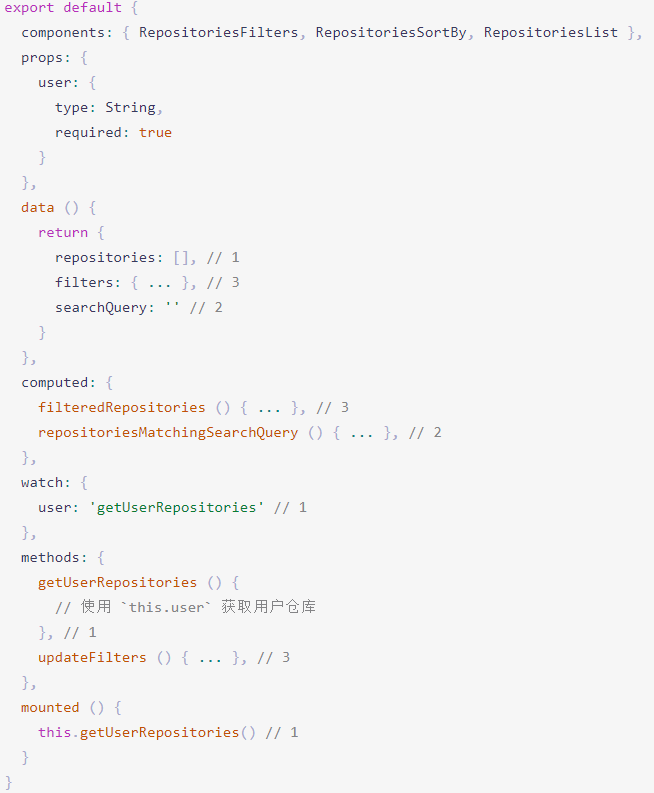 export default {
  components: { RepositoriesFilters, RepositoriesSortBy, RepositoriesList },
  props: {
    user: {
      type: String,
      required: true
    }
  },
  data () {
    return {
      repositories: [], // 1
      filters: { ... }, // 3
      searchQuery: '' // 2
    }
  },
  computed: {
    filteredRepositories () { ... }, // 3
    repositoriesMatchingSearchQuery () { ... }, // 2
  },
  watch: {
    user: 'getUserRepositories' // 1
  },
  methods: {
    getUserRepositories () {
      // 使用 `this.user` 获取用户仓库
    }, // 1
    updateFilters () { ... }, // 3
  },
  mounted () {
    this.getUserRepositories() // 1
  }
}